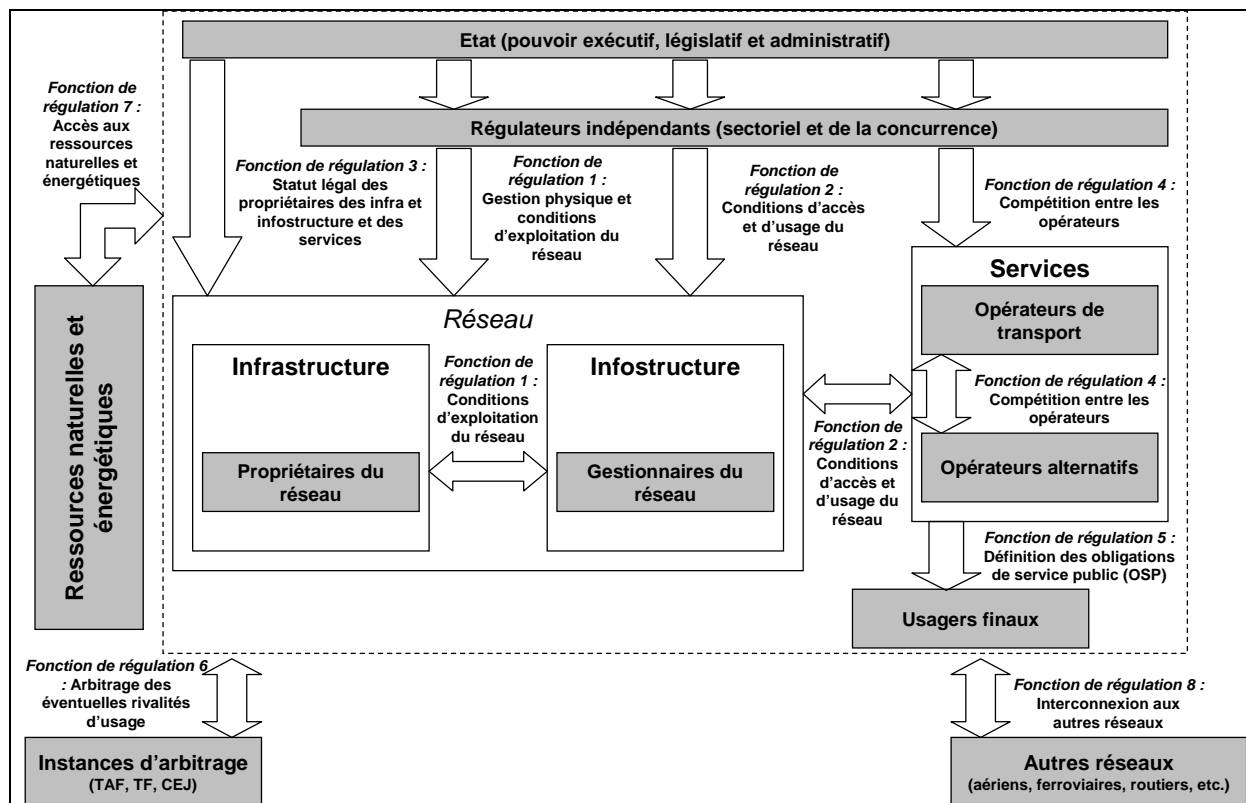 Etat (pouvoir exécutif, législatif et administratif)
Fonction de
régulation 7 :
Accès aux
ressources
naturelles et
énergétiques
Régulateurs indépendants (sectoriel et de la concurrence)
Fonction de régulation 3 :
Statut légal des
propriétaires des infra et
infostructure et des
services
Fonction de
régulation 1 :
Gestion physique et
conditions
d'exploitation du
réseau
Fonction de
régulation 2 :
Conditions d'accès
et d'usage du
réseau
Fonction de régulation 4 :
Compétition entre les
opérateurs
Ressources naturelles et
énergétiques
Réseau
Infrastructure
Propriétaires du
réseau
Fonction de
régulation 1 :
Conditions
d'exploitation
du réseau
Infostructure
Gestionnaires du
réseau
Fonction de
régulation 2 :
Conditions
d'accès et
d'usage du
réseau
Services
Opérateurs de
transport
Fonction de régulation 4 :
Compétition entre les
opérateurs
Opérateurs alternatifs
Fonction de régulation 5 :
Définition des obligations
de service public (OSP)
Usagers finaux
Fonction de régulation 6
: Arbitrage des
éventuelles rivalités
d'usage
Instances d'arbitrage
(TAF, TF, CEJ)
Fonction de régulation 8 :
Interconnexion aux
autres réseaux
Autres réseaux
(aériens, ferroviaires, routiers, etc.)